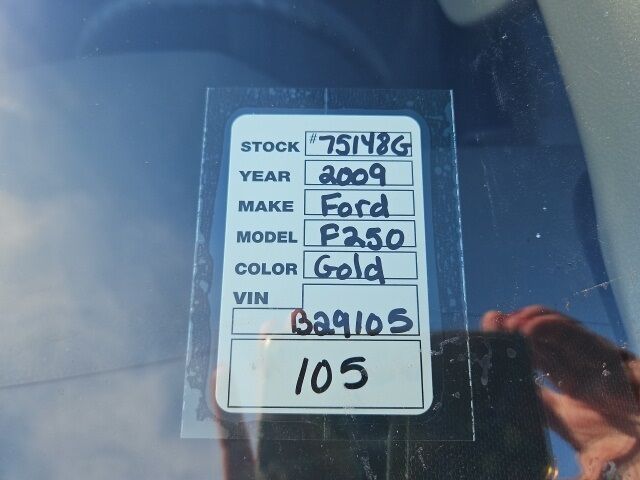 STOCK #75148G
YEAR 2009
MAKE Ford
MODEL F250
COLOR Gold
VIN
B29105
105